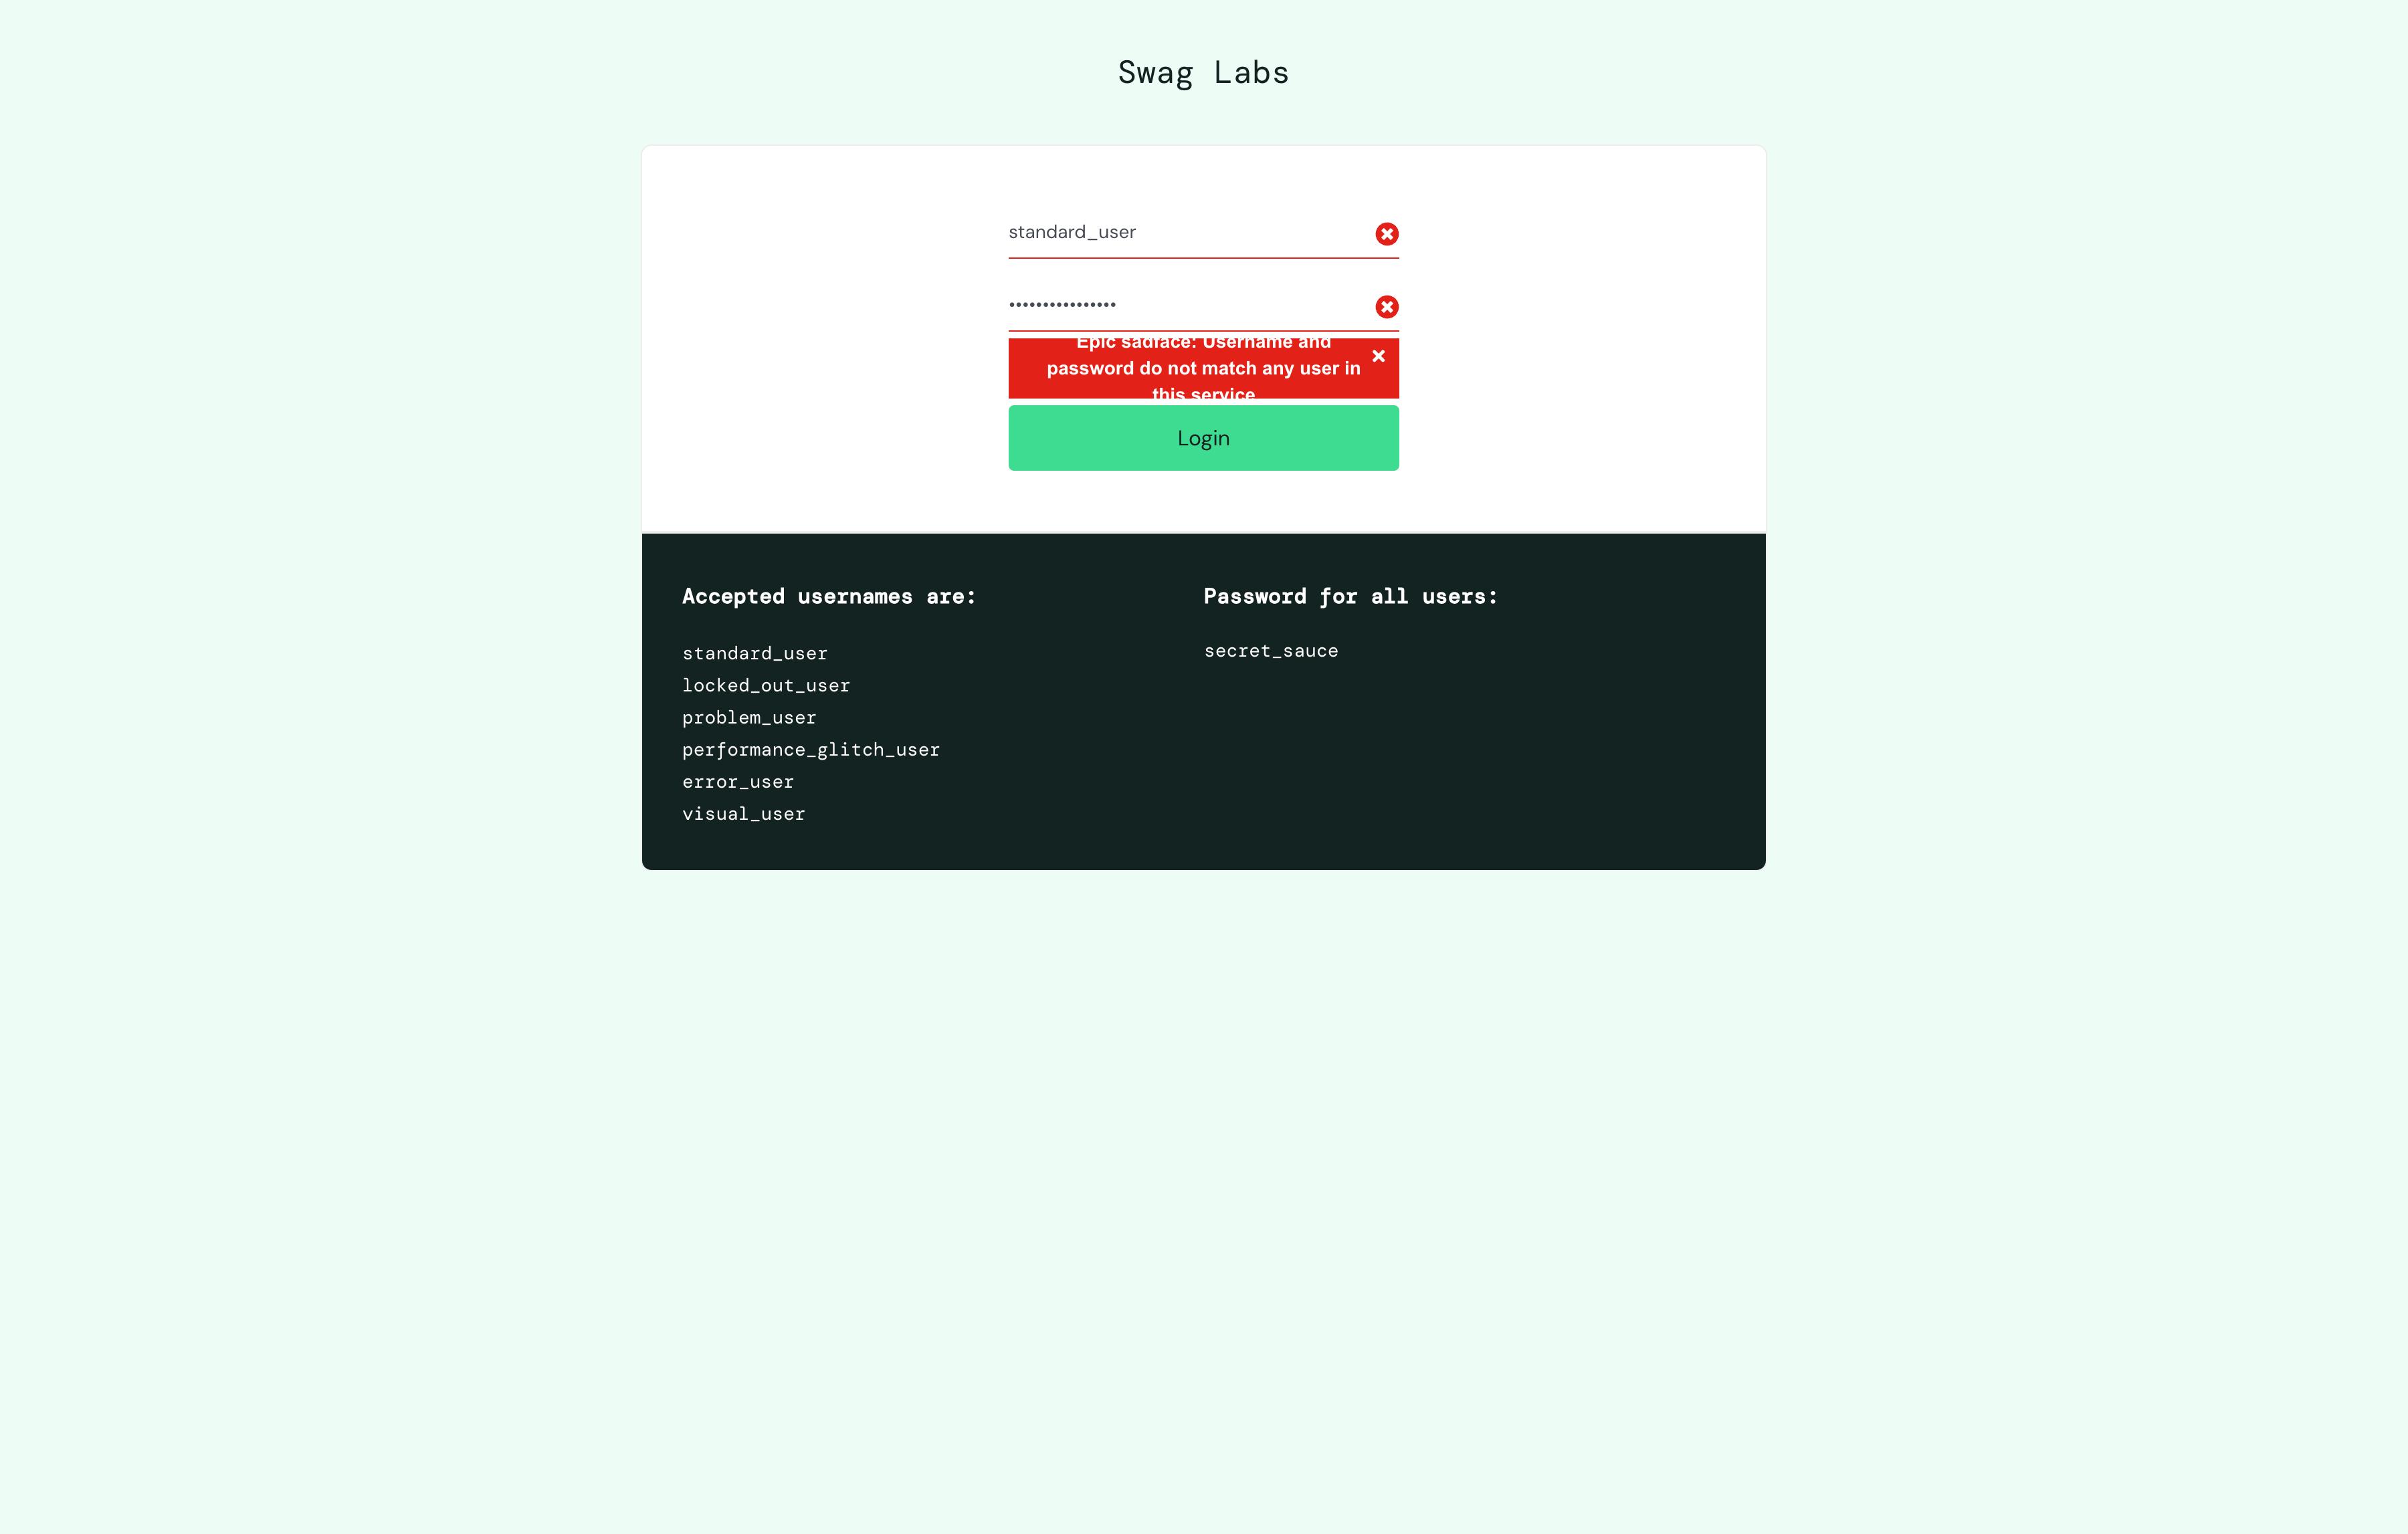 Swag Labs
standard_user
••••••••••••••••
Epic sadface: Username and
password do not match any user in
this service
Login
Accepted usernames are:
standard_user
locked_out_user
problem_user
performance_glitch_user
error_user
visual_user
Password for all users:
secret_sauce